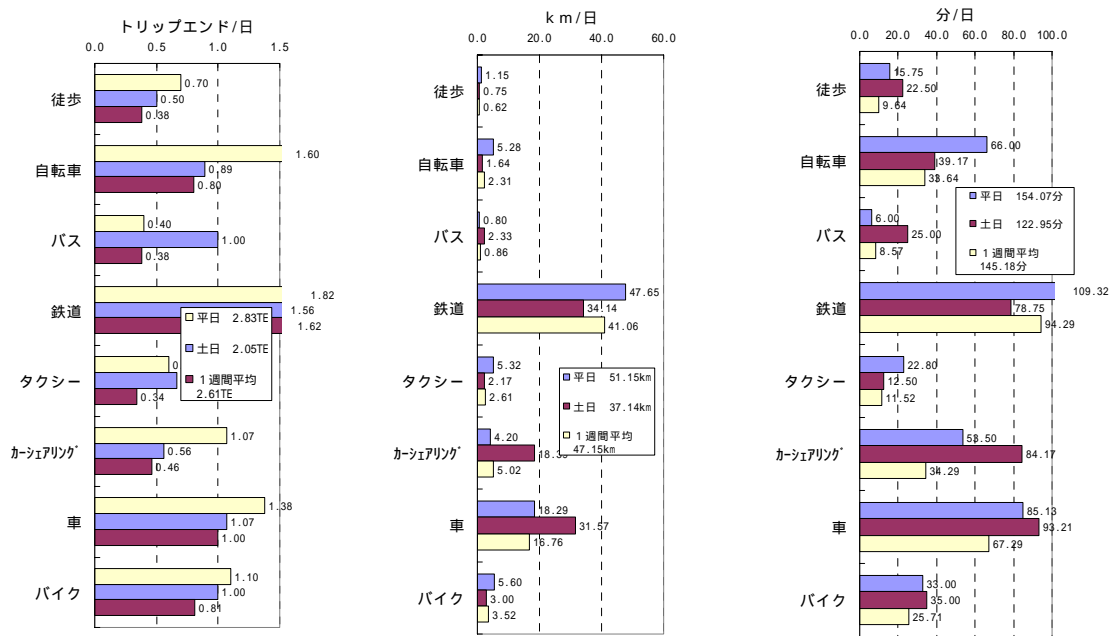 トリップエンド/日
0.0 0.5 1.0 1.5
徒歩
0.70
0.50
0.38
自転車
1.60
0.89
0.80
バス
0.40
1.00
0.38
鉄道
1.82
1.56
1.62
平日 2.83TE
土日 2.05TE
1週間平均
2.61TE
タクシー
0.34
カーシェアリング
1.07
0.56
0.46
車
1.38
1.07
1.00
バイク
1.10
1.00
0.81
km/日
0.0 20.0 40.0 60.0
徒歩
1.15
0.75
0.62
自転車
5.28
1.64
2.31
バス
0.80
2.33
0.86
鉄道
47.65
34.14
41.06
タクシー
5.32
2.17
2.61
平日 51.15km
土日 37.14km
1週間平均
47.15km
カーシェアリング
4.20
5.02
車
18.29
31.57
16.76
バイク
5.60
3.00
3.52
分/日
0.0 20.0 40.0 60.0 80.0 100.0
徒歩
15.75
22.50
9.64
自転車
66.00
39.17
33.64
平日 154.07分
土日 122.95分
1週間平均
145.18分
バス
6.00
25.00
8.57
鉄道
109.32
78.75
94.29
タクシー
22.80
12.50
11.52
カーシェアリング
53.50
84.17
34.29
車
85.13
93.21
67.29
バイク
33.00
35.00
25.71